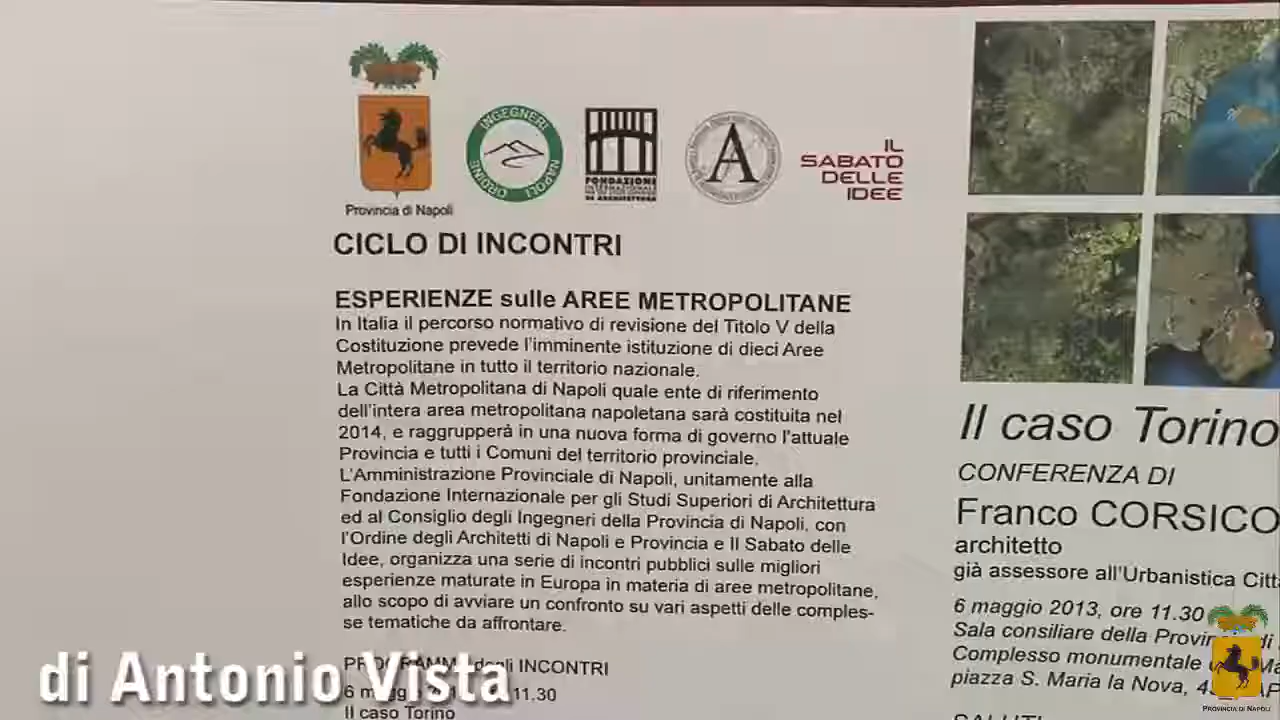 Provincia di Napoli
INGEGNERI
NAPOLI
ORDINE
FONDAZIONE
INTERNAZIONALE
DI ARCHITETTURA
A
IL
SABATO
DELLE
IDEE
CICLO DI INCONTRI
ESPERIENZE sulle AREE METROPOLITANE
In Italia il percorso normativo di revisione del Titolo V della
Costituzione prevede l'imminente istituzione di dieci Aree
Metropolitane in tutto il territorio nazionale.
La Città Metropolitana di Napoli quale ente di riferimento
dell'intera area metropolitana napoletana sarà costituita nel
2014, e raggrupperà in una nuova forma di governo l'attuale
Provincia e tutti i Comuni del territorio provinciale.
L'Amministrazione Provinciale di Napoli, unitamente alla
Fondazione Internazionale per gli Studi Superiori di Architettura
ed al Consiglio degli Ingegneri della Provincia di Napoli, con
l'Ordine degli Architetti di Napoli e Provincia e Il Sabato delle
Idee, organizza una serie di incontri pubblici sulle migliori
esperienze maturate in Europa in materia di aree metropolitane,
allo scopo di avviare un confronto su vari aspetti delle comples-
se tematiche da affrontare.
INCONTRI
6 11.30
Il caso Torino
Il caso Torino
CONFERENZA DI
Franco CORSICO
architetto
già assessore all'Urbanistica
6 maggio 2013, ore 11.30
Sala consiliare della di
Complesso monumentale
piazza S. Maria la Nova,
di Antonio Vista
PROVINCIA DI NAPOLI